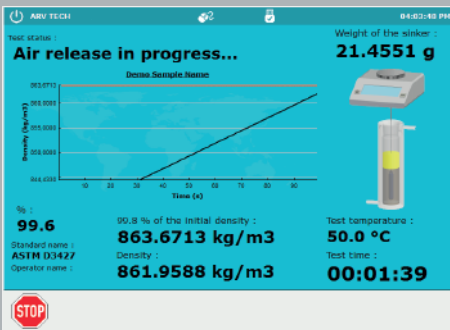 ARV TECH
04:03:40 PM
Test status :
Air release in progress...
Weight of the sinker :
21.4551 g
Demo Sample Name
863.6713
Density (kg/m3)
10 20 30 40 50 60 70 80 90
Time (s)
% :
99.6
99.8 % of the Initial density :
863.6713 kg/m3
Test temperature :
50.0 °C
Standard name :
ASTM D3427
Density :
861.9588 kg/m3
Test time :
00:01:39
Operator name :
STOP